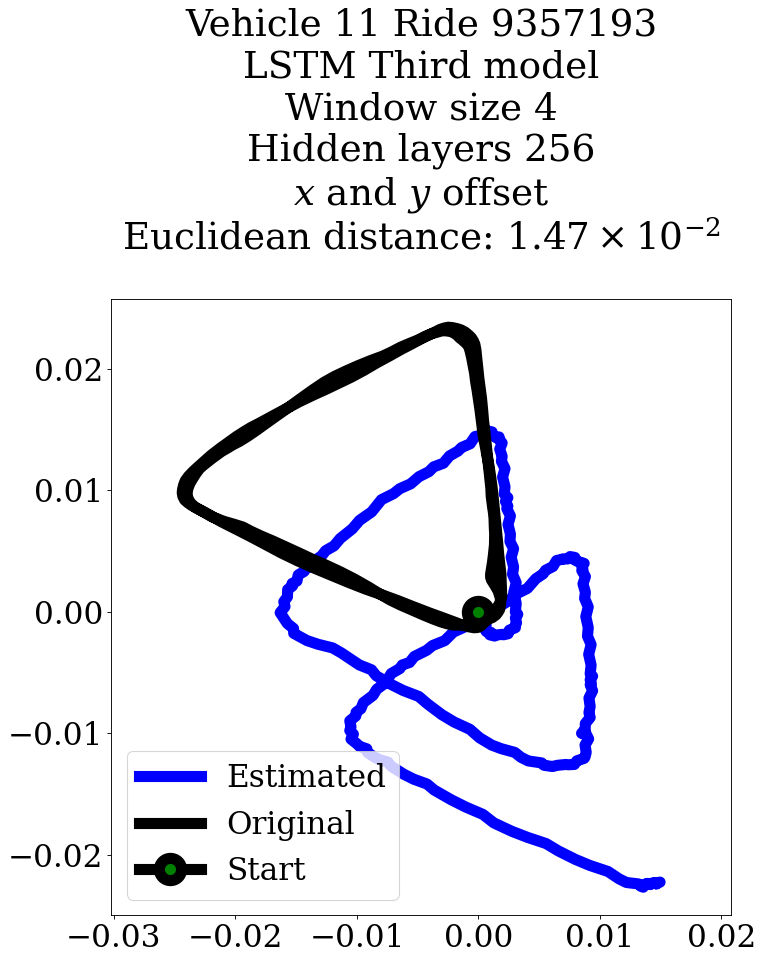 Vehicle 11 Ride 9357193
LSTM Third model
Window size 4
Hidden layers 256
x and y offset
Euclidean distance: 1.47 × 10⁻²
0.02
0.01
0.00
−0.01
−0.02
Estimated
Original
Start
−0.03 −0.02 −0.01 0.00 0.01 0.02